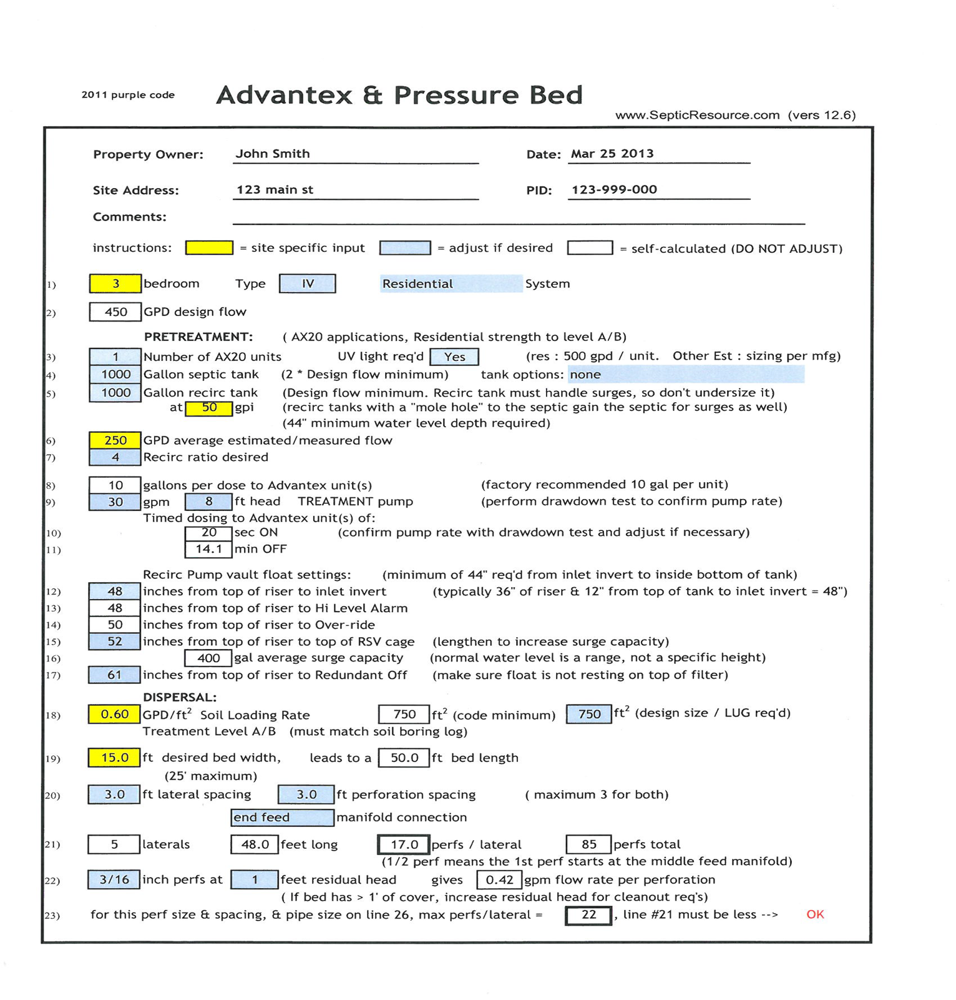 2011 purple code Advantex & Pressure Bed
www.SepticResource.com (vers 12.6)
Property Owner: John Smith Date: Mar 25 2013
Site Address: 123 main st PID: 123-999-000
Comments:
instructions: = site specific input = adjust if desired = self-calculated (DO NOT ADJUST)
1) 3 bedroom Type IV Residential System
2) 450 GPD design flow
PRETREATMENT: ( AX20 applications, Residential strength to level A/B)
3) 1 Number of AX20 units UV light req'd Yes (res : 500 gpd / unit. Other Est : sizing per mfg)
4) 1000 Gallon septic tank (2 * Design flow minimum) tank options: none
5) 1000 Gallon recirc tank (Design flow minimum. Recirc tank must handle surges, so don't undersize it)
at 50 gpi (recirc tanks with a "mole hole" to the septic gain the septic for surges as well)
(44" minimum water level depth required)
6) 250 GPD average estimated/measured flow
7) 4 Recirc ratio desired
8) 10 gallons per dose to Advantex unit(s) (factory recommended 10 gal per unit)
9) 30 gpm 8 ft head TREATMENT pump (perform drawdown test to confirm pump rate)
Timed dosing to Advantex unit(s) of:
10) 20 sec ON (confirm pump rate with drawdown test and adjust if necessary)
11) 14.1 min OFF
Recirc Pump vault float settings: (minimum of 44" req'd from inlet invert to inside bottom of tank)
12) 48 inches from top of riser to inlet invert (typically 36" of riser & 12" from top of tank to inlet invert = 48")
13) 48 inches from top of riser to Hi Level Alarm
14) 50 inches from top of riser to Over-ride
15) 52 inches from top of riser to top of RSV cage (lengthen to increase surge capacity)
16) 400 gal average surge capacity (normal water level is a range, not a specific height)
17) 61 inches from top of riser to Redundant Off (make sure float is not resting on top of filter)
DISPERSAL:
18) 0.60 GPD/ft² Soil Loading Rate 750 ft² (code minimum) 750 ft² (design size / LUG req'd)
Treatment Level A/B (must match soil boring log)
19) 15.0 ft desired bed width, leads to a 50.0 ft bed length
(25' maximum)
20) 3.0 ft lateral spacing 3.0 ft perforation spacing ( maximum 3 for both)
end feed manifold connection
21) 5 laterals 48.0 feet long 17.0 perfs / lateral 85 perfs total
(1/2 perf means the 1st perf starts at the middle feed manifold)
22) 3/16 inch perfs at 1 feet residual head gives 0.42 gpm flow rate per perforation
( If bed has > 1' of cover, increase residual head for cleanout req's)
23) for this perf size & spacing, & pipe size on line 26, max perfs/lateral = 22 , line #21 must be less --> OK